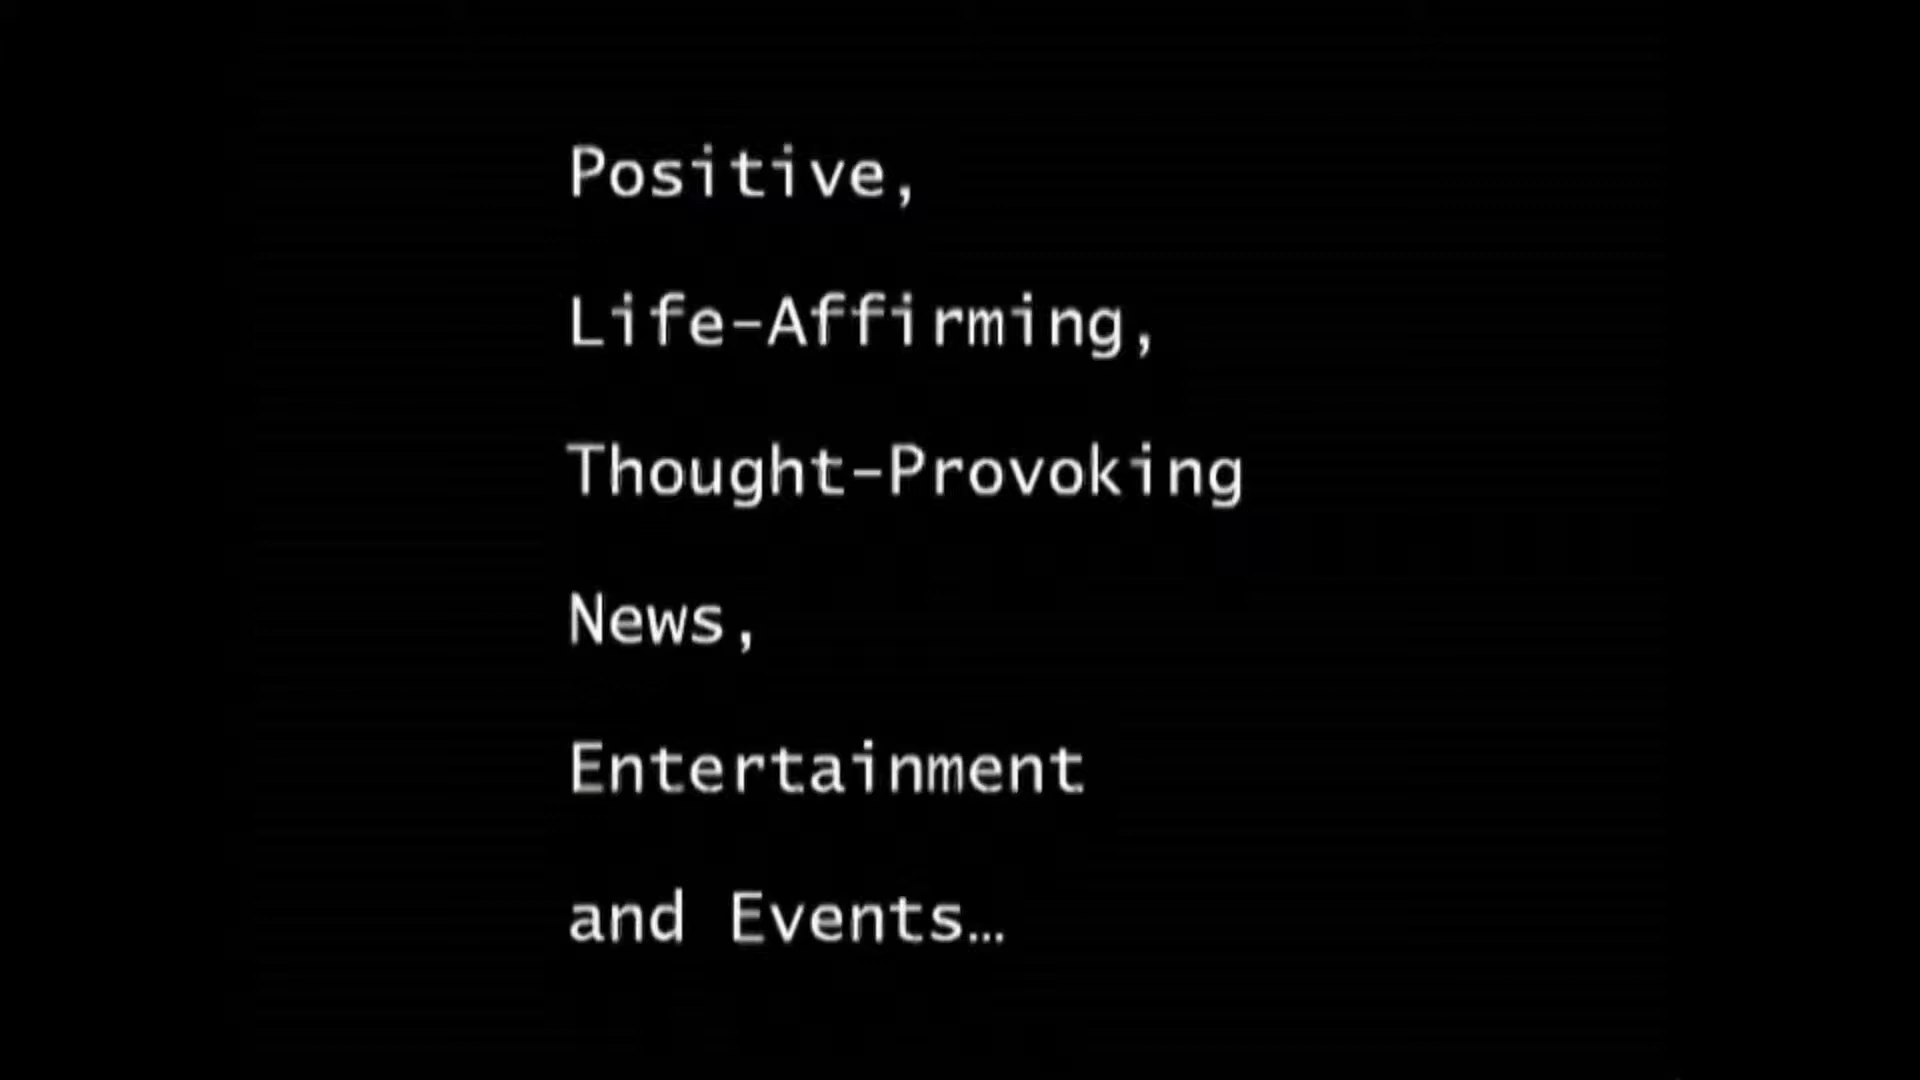 Positive,
Life-Affirming,
Thought-Provoking
News,
Entertainment
and Events…